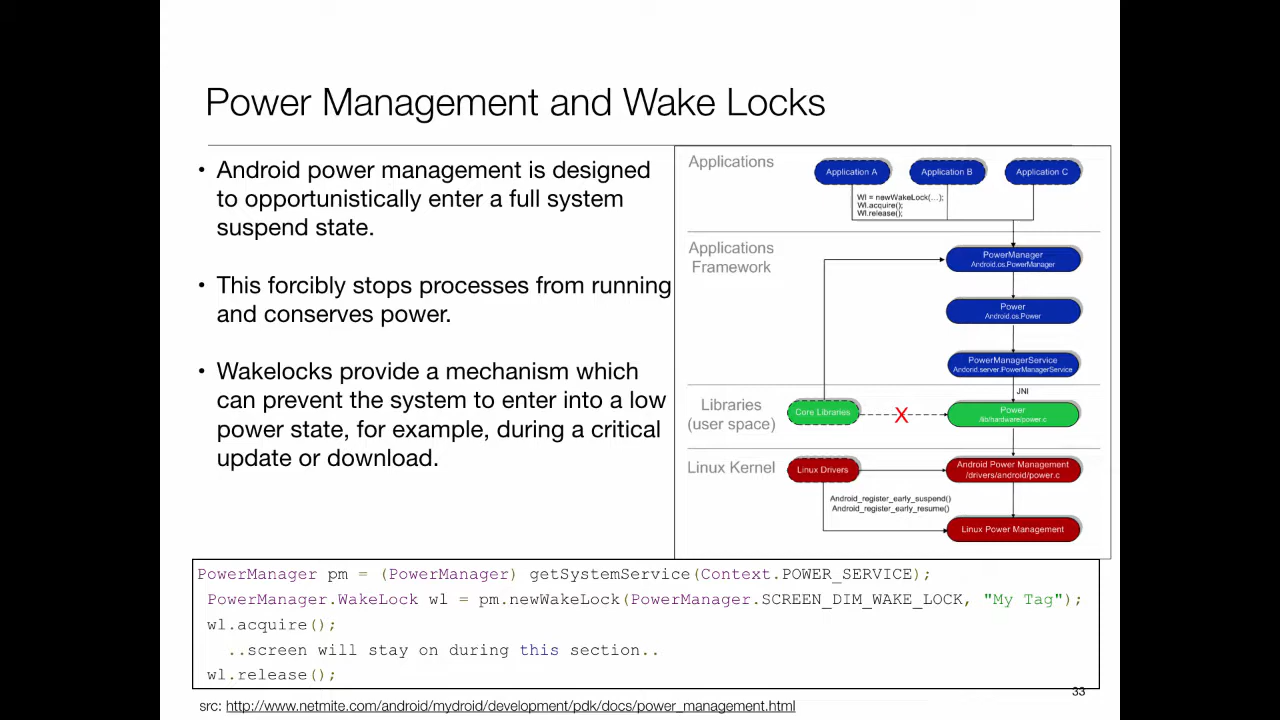 Power Management and Wake Locks
• Android power management is designed
to opportunistically enter a full system
suspend state.
• This forcibly stops processes from running
and conserves power.
• Wakelocks provide a mechanism which
can prevent the system to enter into a low
power state, for example, during a critical
update or download.
Applications
Application A
Application B
Application C
Wl = newWakeLock(…);
Wl.acquire();
Wl.release();
Applications
Framework
PowerManager
Android.os.PowerManager
Power
Android.os.Power
PowerManagerService
Andorid.server.PowerManagerService
JNI
Libraries
(user space)
Core Libraries
X
Power
/lib/hardware/power.c
Linux Kernel
Linux Drivers
Android Power Management
/drivers/android/power.c
Android_register_early_suspend()
Android_register_early_resume()
Linux Power Management
PowerManager pm = (PowerManager) getSystemService(Context.POWER_SERVICE);
PowerManager.WakeLock wl = pm.newWakeLock(PowerManager.SCREEN_DIM_WAKE_LOCK, "My Tag");
wl.acquire();
..screen will stay on during this section..
wl.release();
33
src: http://www.netmite.com/android/mydroid/development/pdk/docs/power_management.html